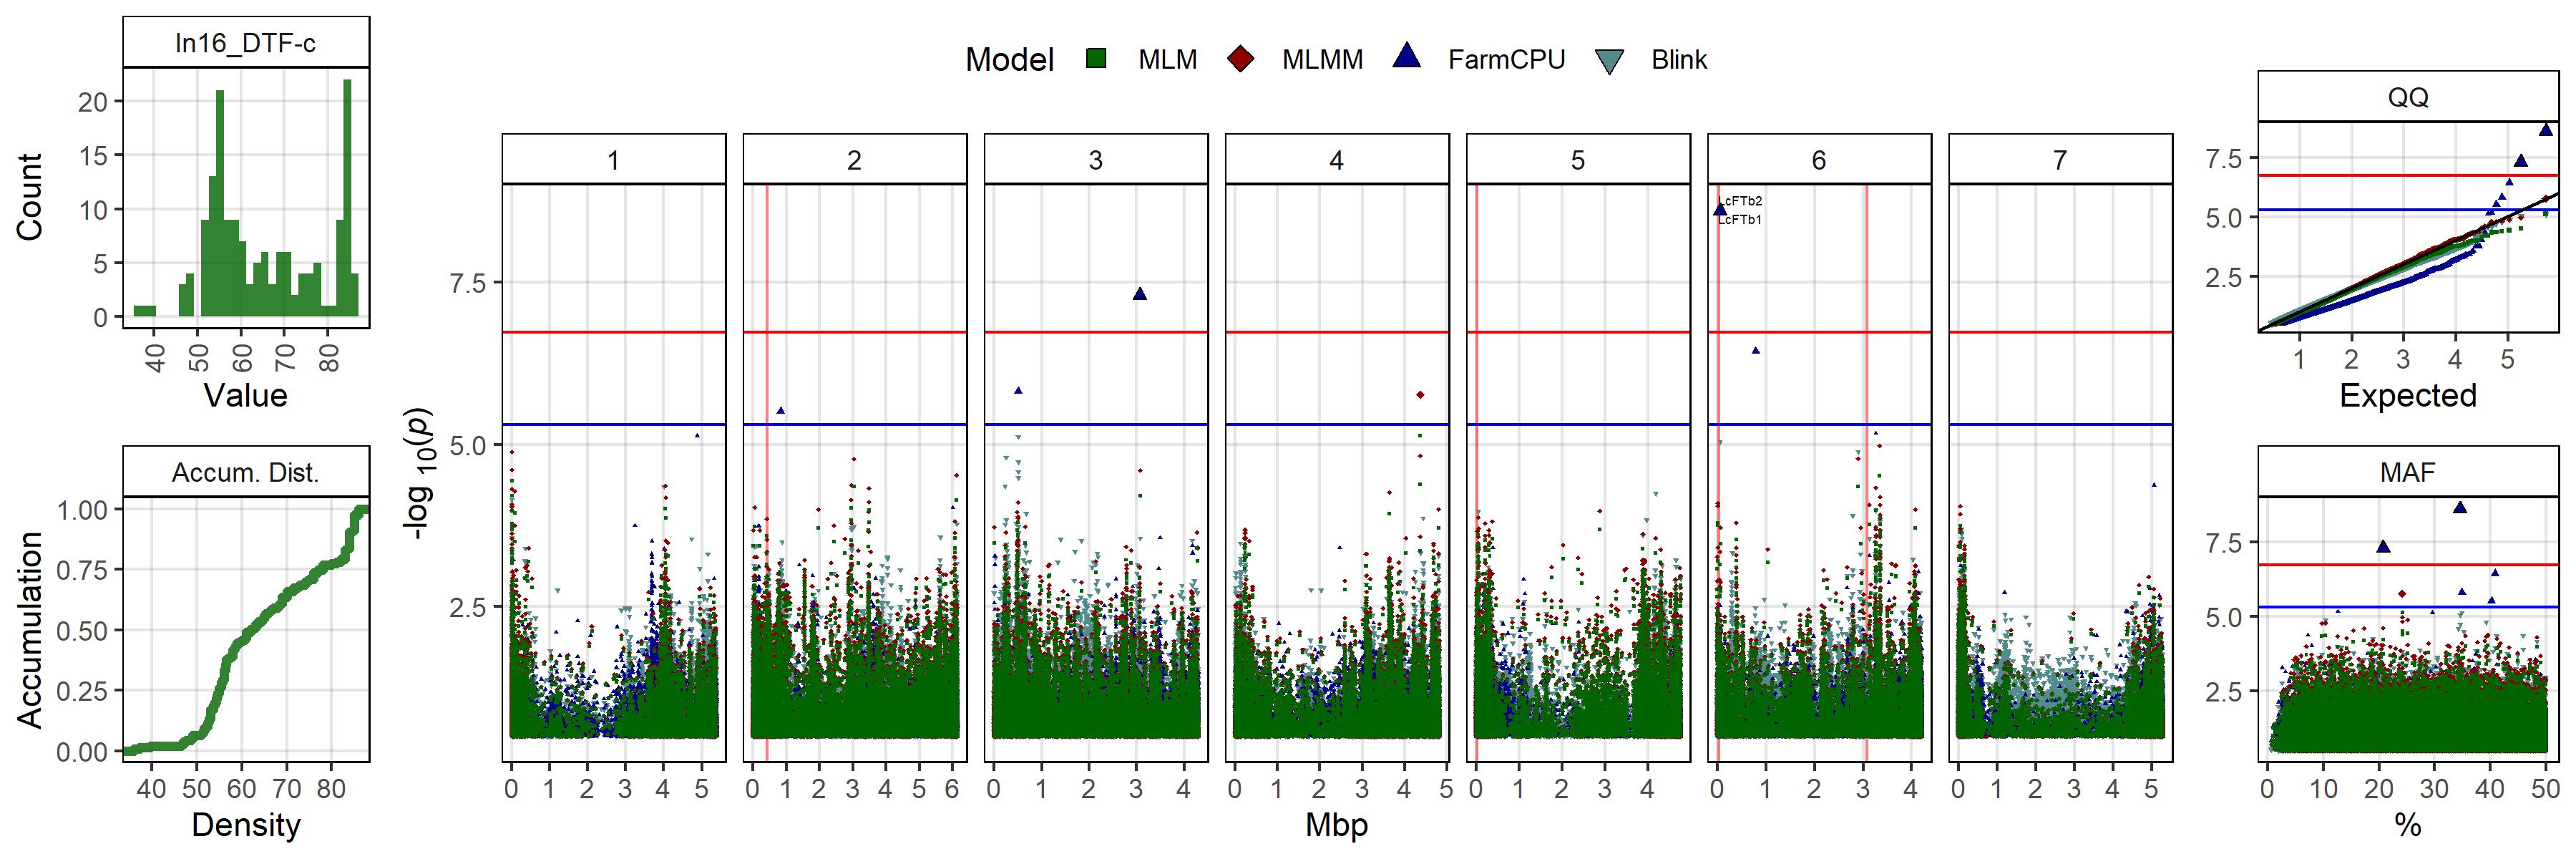 In16_DTF-c
Count
20
15
10
5
0
40 50 60 70 80
Value
Accum. Dist.
Accumulation
1.00
0.75
0.50
0.25
0.00
40 50 60 70 80
Density
Model MLM MLMM FarmCPU Blink
-log 10(p)
7.5
5.0
2.5
1 2 3 4 5 6 7
LcFTb2
LcFTb1
0 1 2 3 4 5
0 1 2 3 4 5 6
0 1 2 3 4
0 1 2 3 4 5
0 1 2 3 4
0 1 2 3 4
0 1 2 3 4 5
Mbp
QQ
7.5
5.0
2.5
1 2 3 4 5
Expected
MAF
7.5
5.0
2.5
0 10 20 30 40 50
%